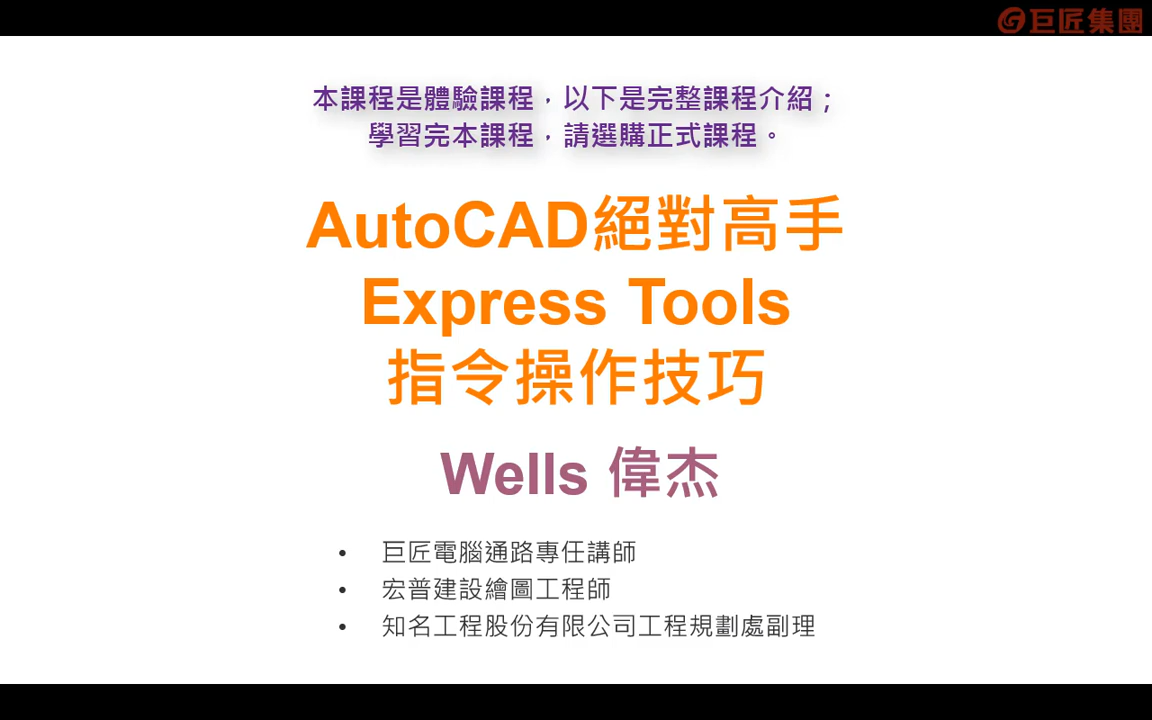 巨匠集團
本課程是體驗課程，以下是完整課程介紹；
學習完本課程，請選購正式課程。
AutoCAD絕對高手
Express Tools
指令操作技巧
Wells 偉杰
• 巨匠電腦通路專任講師
• 宏普建設繪圖工程師
• 知名工程股份有限公司工程規劃處副理